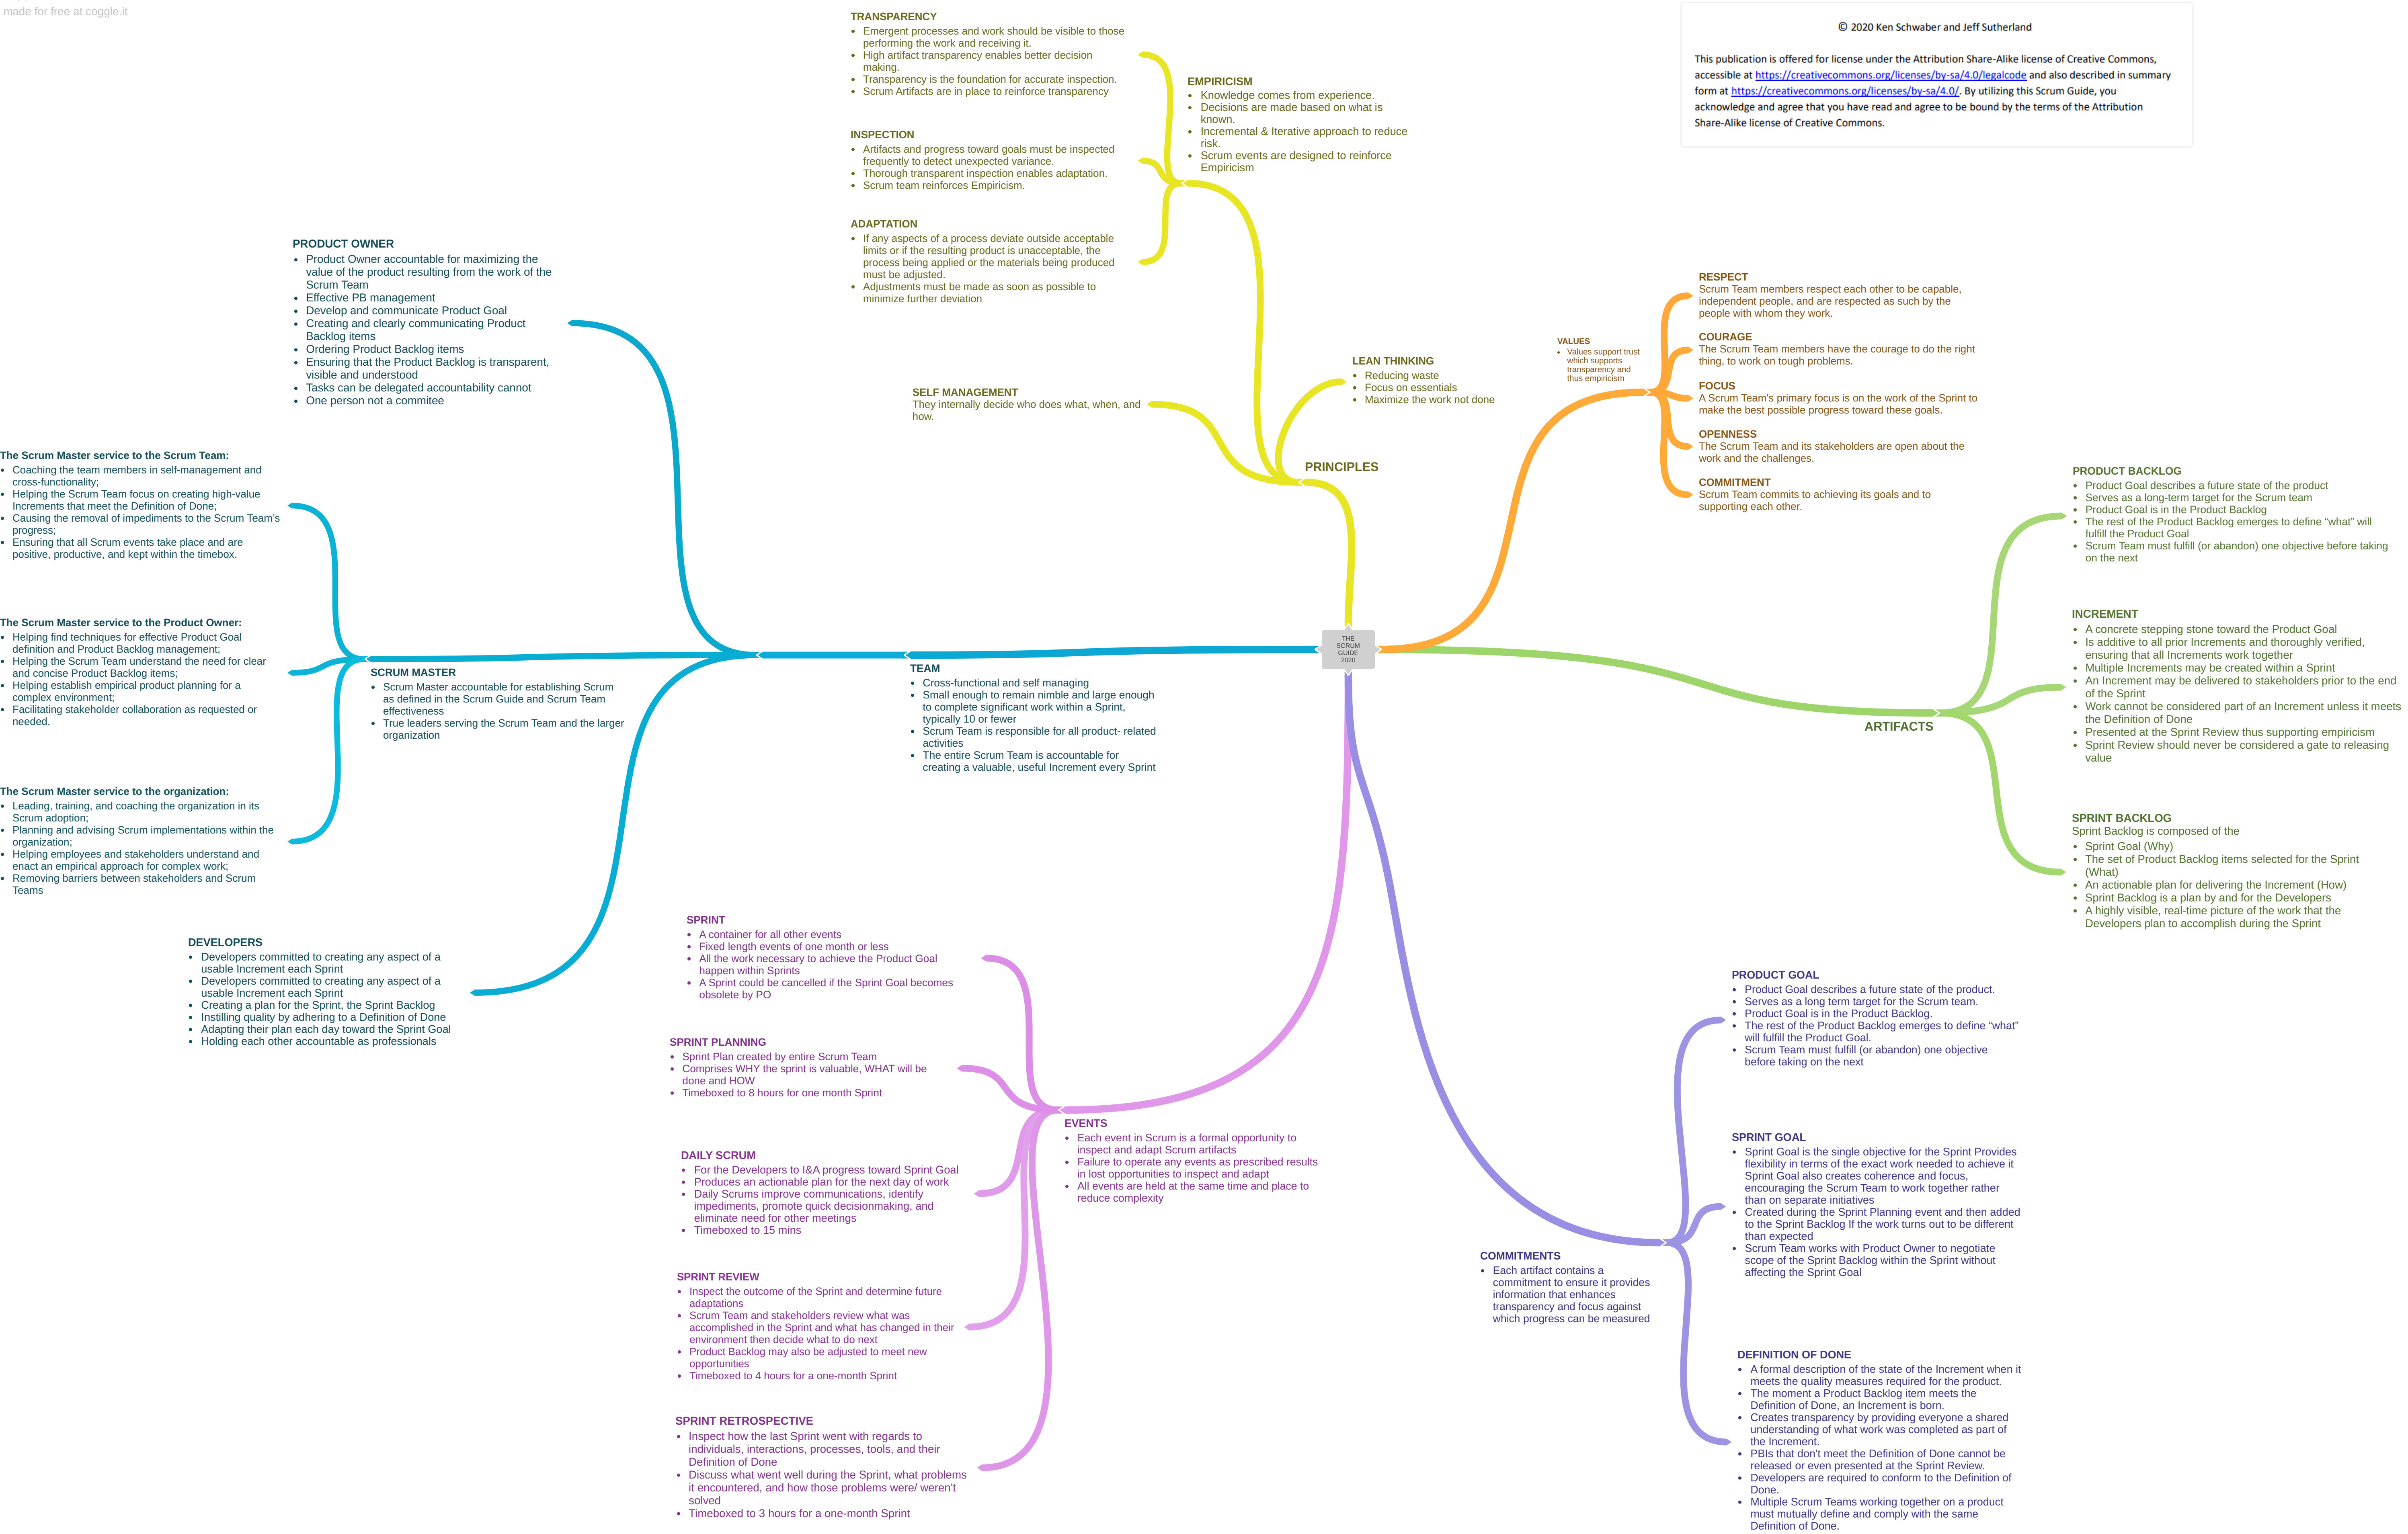 made for free at coggle.it
TRANSPARENCY
• Emergent processes and work should be visible to those
performing the work and receiving it.
• High artifact transparency enables better decision
making.
• Transparency is the foundation for accurate inspection.
• Scrum Artifacts are in place to reinforce transparency
INSPECTION
• Artifacts and progress toward goals must be inspected
frequently to detect unexpected variance.
• Thorough transparent inspection enables adaptation.
• Scrum team reinforces Empiricism.
ADAPTATION
• If any aspects of a process deviate outside acceptable
limits or if the resulting product is unacceptable, the
process being applied or the materials being produced
must be adjusted.
• Adjustments must be made as soon as possible to
minimize further deviation
EMPIRICISM
• Knowledge comes from experience.
• Decisions are made based on what is
known.
• Incremental & Iterative approach to reduce
risk.
• Scrum events are designed to reinforce
Empiricism
© 2020 Ken Schwaber and Jeff Sutherland
This publication is offered for license under the Attribution Share-Alike license of Creative Commons,
accessible at https://creativecommons.org/licenses/by-sa/4.0/legalcode and also described in summary
form at https://creativecommons.org/licenses/by-sa/4.0/. By utilizing this Scrum Guide, you
acknowledge and agree that you have read and agree to be bound by the terms of the Attribution
Share-Alike license of Creative Commons.
LEAN THINKING
• Reducing waste
• Focus on essentials
• Maximize the work not done
SELF MANAGEMENT
They internally decide who does what, when, and
how.
PRINCIPLES
VALUES
• Values support trust
which supports
transparency and
thus empiricism
RESPECT
Scrum Team members respect each other to be capable,
independent people, and are respected as such by the
people with whom they work.
COURAGE
The Scrum Team members have the courage to do the right
thing, to work on tough problems.
FOCUS
A Scrum Team's primary focus is on the work of the Sprint to
make the best possible progress toward these goals.
OPENNESS
The Scrum Team and its stakeholders are open about the
work and the challenges.
COMMITMENT
Scrum Team commits to achieving its goals and to
supporting each other.
PRODUCT OWNER
• Product Owner accountable for maximizing the
value of the product resulting from the work of the
Scrum Team
• Effective PB management
• Develop and communicate Product Goal
• Creating and clearly communicating Product
Backlog items
• Ordering Product Backlog items
• Ensuring that the Product Backlog is transparent,
visible and understood
• Tasks can be delegated accountability cannot
• One person not a commitee
The Scrum Master service to the Scrum Team:
• Coaching the team members in self-management and
cross-functionality;
• Helping the Scrum Team focus on creating high-value
Increments that meet the Definition of Done;
• Causing the removal of impediments to the Scrum Team's
progress;
• Ensuring that all Scrum events take place and are
positive, productive, and kept within the timebox.
The Scrum Master service to the Product Owner:
• Helping find techniques for effective Product Goal
definition and Product Backlog management;
• Helping the Scrum Team understand the need for clear
and concise Product Backlog items;
• Helping establish empirical product planning for a
complex environment;
• Facilitating stakeholder collaboration as requested or
needed.
The Scrum Master service to the organization:
• Leading, training, and coaching the organization in its
Scrum adoption;
• Planning and advising Scrum implementations within the
organization;
• Helping employees and stakeholders understand and
enact an empirical approach for complex work;
• Removing barriers between stakeholders and Scrum
Teams
SCRUM MASTER
• Scrum Master accountable for establishing Scrum
as defined in the Scrum Guide and Scrum Team
effectiveness
• True leaders serving the Scrum Team and the larger
organization
TEAM
• Cross-functional and self managing
• Small enough to remain nimble and large enough
to complete significant work within a Sprint,
typically 10 or fewer
• Scrum Team is responsible for all product- related
activities
• The entire Scrum Team is accountable for
creating a valuable, useful Increment every Sprint
THE
SCRUM
GUIDE
2020
ARTIFACTS
PRODUCT BACKLOG
• Product Goal describes a future state of the product
• Serves as a long-term target for the Scrum team
• Product Goal is in the Product Backlog
• The rest of the Product Backlog emerges to define “what” will
fulfill the Product Goal
• Scrum Team must fulfill (or abandon) one objective before taking
on the next
INCREMENT
• A concrete stepping stone toward the Product Goal
• Is additive to all prior Increments and thoroughly verified,
ensuring that all Increments work together
• Multiple Increments may be created within a Sprint
• An Increment may be delivered to stakeholders prior to the end
of the Sprint
• Work cannot be considered part of an Increment unless it meets
the Definition of Done
• Presented at the Sprint Review thus supporting empiricism
• Sprint Review should never be considered a gate to releasing
value
SPRINT BACKLOG
Sprint Backlog is composed of the
• Sprint Goal (Why)
• The set of Product Backlog items selected for the Sprint
(What)
• An actionable plan for delivering the Increment (How)
• Sprint Backlog is a plan by and for the Developers
• A highly visible, real-time picture of the work that the
Developers plan to accomplish during the Sprint
DEVELOPERS
• Developers committed to creating any aspect of a
usable Increment each Sprint
• Developers committed to creating any aspect of a
usable Increment each Sprint
• Creating a plan for the Sprint, the Sprint Backlog
• Instilling quality by adhering to a Definition of Done
• Adapting their plan each day toward the Sprint Goal
• Holding each other accountable as professionals
SPRINT
• A container for all other events
• Fixed length events of one month or less
• All the work necessary to achieve the Product Goal
happen within Sprints
• A Sprint could be cancelled if the Sprint Goal becomes
obsolete by PO
SPRINT PLANNING
• Sprint Plan created by entire Scrum Team
• Comprises WHY the sprint is valuable, WHAT will be
done and HOW
• Timeboxed to 8 hours for one month Sprint
DAILY SCRUM
• For the Developers to I&A progress toward Sprint Goal
• Produces an actionable plan for the next day of work
• Daily Scrums improve communications, identify
impediments, promote quick decisionmaking, and
eliminate need for other meetings
• Timeboxed to 15 mins
SPRINT REVIEW
• Inspect the outcome of the Sprint and determine future
adaptations
• Scrum Team and stakeholders review what was
accomplished in the Sprint and what has changed in their
environment then decide what to do next
• Product Backlog may also be adjusted to meet new
opportunities
• Timeboxed to 4 hours for a one-month Sprint
SPRINT RETROSPECTIVE
• Inspect how the last Sprint went with regards to
individuals, interactions, processes, tools, and their
Definition of Done
• Discuss what went well during the Sprint, what problems
it encountered, and how those problems were/ weren't
solved
• Timeboxed to 3 hours for a one-month Sprint
EVENTS
• Each event in Scrum is a formal opportunity to
inspect and adapt Scrum artifacts
• Failure to operate any events as prescribed results
in lost opportunities to inspect and adapt
• All events are held at the same time and place to
reduce complexity
COMMITMENTS
• Each artifact contains a
commitment to ensure it provides
information that enhances
transparency and focus against
which progress can be measured
PRODUCT GOAL
• Product Goal describes a future state of the product.
• Serves as a long term target for the Scrum team.
• Product Goal is in the Product Backlog.
• The rest of the Product Backlog emerges to define “what”
will fulfill the Product Goal.
• Scrum Team must fulfill (or abandon) one objective
before taking on the next
SPRINT GOAL
• Sprint Goal is the single objective for the Sprint Provides
flexibility in terms of the exact work needed to achieve it
Sprint Goal also creates coherence and focus,
encouraging the Scrum Team to work together rather
than on separate initiatives
• Created during the Sprint Planning event and then added
to the Sprint Backlog If the work turns out to be different
than expected
• Scrum Team works with Product Owner to negotiate
scope of the Sprint Backlog within the Sprint without
affecting the Sprint Goal
DEFINITION OF DONE
• A formal description of the state of the Increment when it
meets the quality measures required for the product.
• The moment a Product Backlog item meets the
Definition of Done, an Increment is born.
• Creates transparency by providing everyone a shared
understanding of what work was completed as part of
the Increment.
• PBIs that don't meet the Definition of Done cannot be
released or even presented at the Sprint Review.
• Developers are required to conform to the Definition of
Done.
• Multiple Scrum Teams working together on a product
must mutually define and comply with the same
Definition of Done.